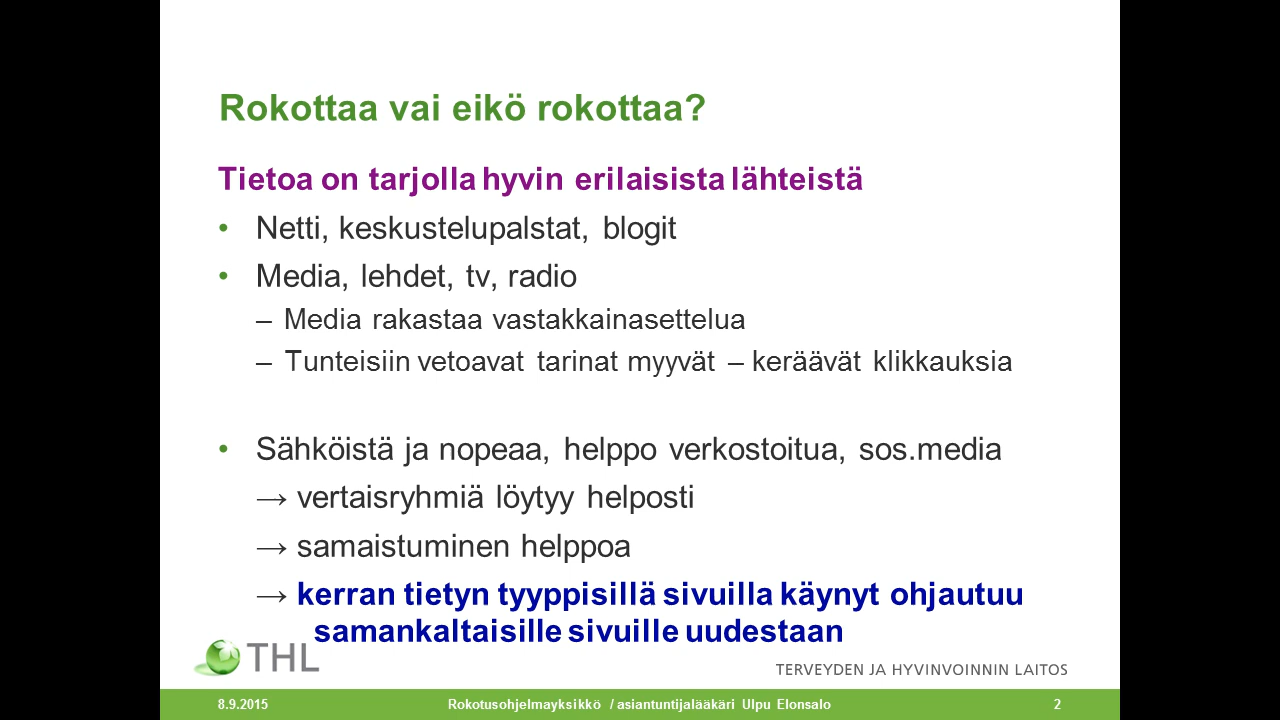 Rokottaa vai eikö rokottaa?
Tietoa on tarjolla hyvin erilaisista lähteistä
• Netti, keskustelupalstat, blogit
• Media, lehdet, tv, radio
– Media rakastaa vastakkainasettelua
– Tunteisiin vetoavat tarinat myyvät – keräävät klikkauksia
• Sähköistä ja nopeaa, helppo verkostoitua, sos.media
→ vertaisryhmiä löytyy helposti
→ samaistuminen helppoa
→ kerran tietyn tyyppisillä sivuilla käynyt ohjautuu
samankaltaisille sivuille uudestaan
THL
TERVEYDEN JA HYVINVOINNIN LAITOS
8.9.2015 Rokotusohjelmayksikkö / asiantuntijalääkäri Ulpu Elonsalo 2